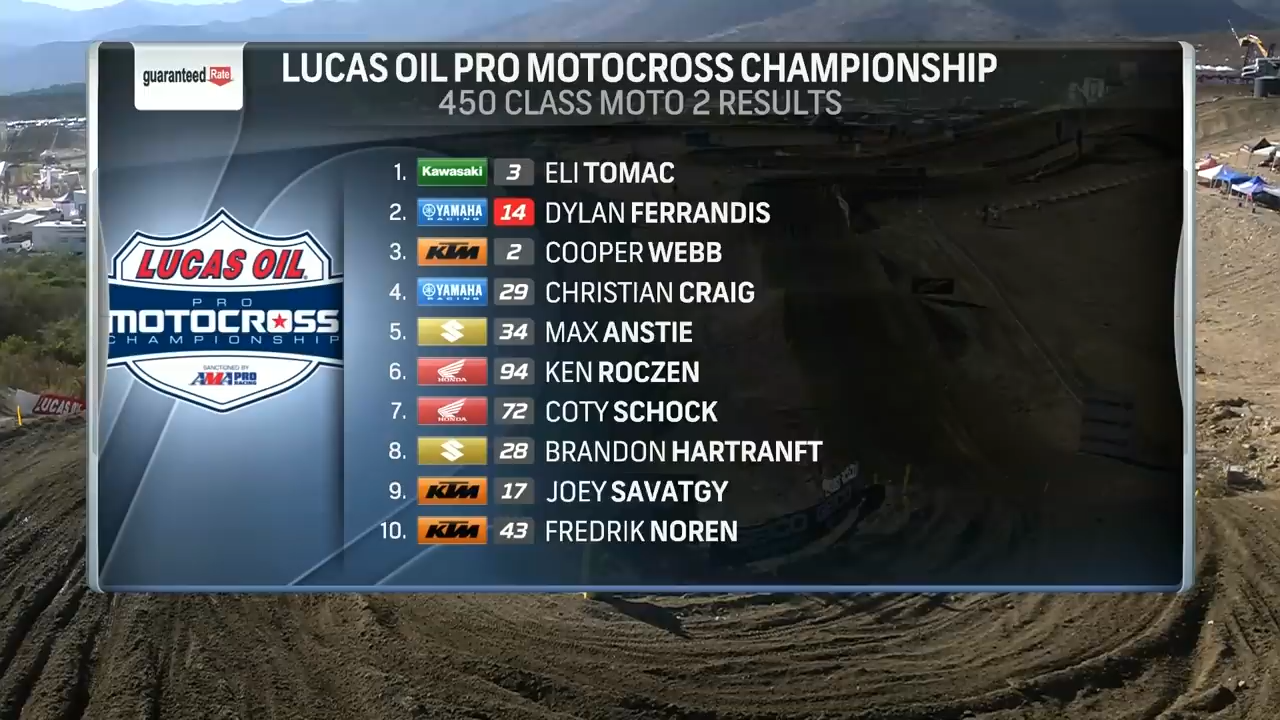 guaranteed Rate
LUCAS OIL PRO MOTOCROSS CHAMPIONSHIP
450 CLASS MOTO 2 RESULTS
1. Kawasaki 3 ELI TOMAC
2. YAMAHA RACING 14 DYLAN FERRANDIS
3. KTM 2 COOPER WEBB
4. YAMAHA RACING 29 CHRISTIAN CRAIG
5. 34 MAX ANSTIE
6. HONDA 94 KEN ROCZEN
7. HONDA 72 COTY SCHOCK
8. 28 BRANDON HARTRANFT
9. KTM 17 JOEY SAVATGY
10. KTM 43 FREDRIK NOREN
LUCAS OIL
PRO
MOTOCROSS
CHAMPIONSHIP
SANCTIONED BY
AMA PRO
RACING
LUCAS OIL